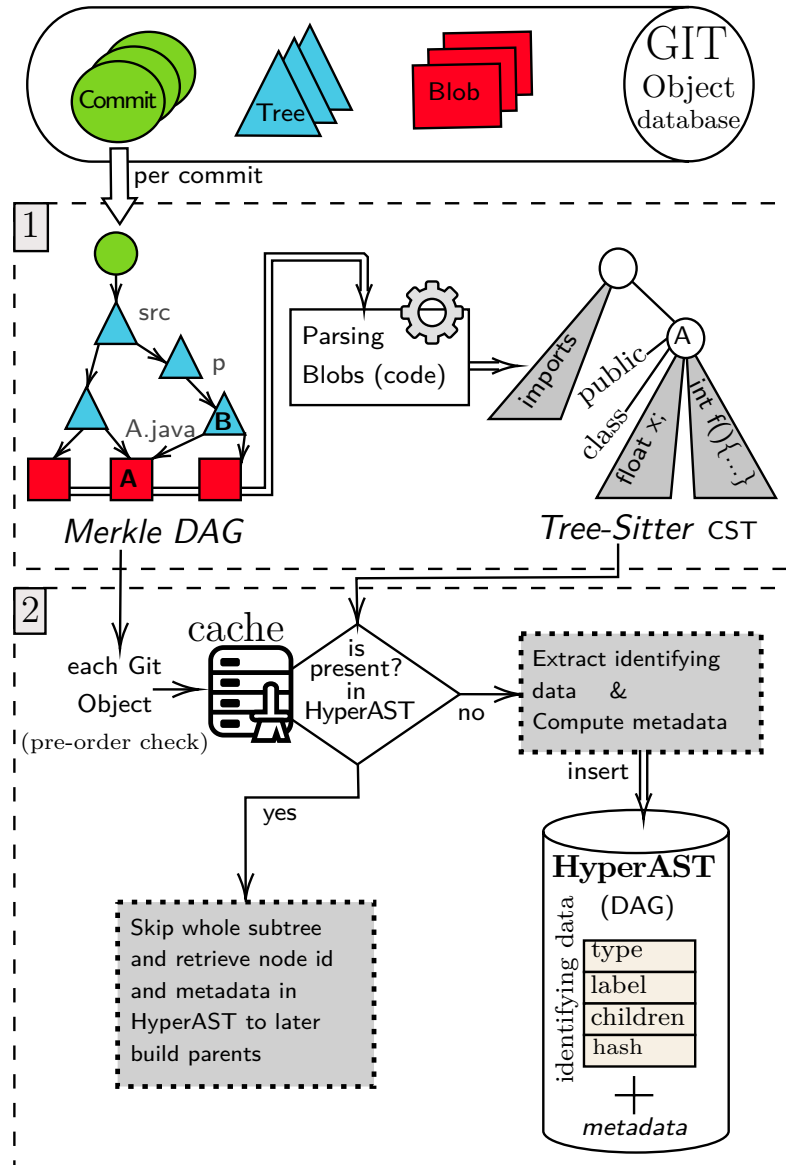 GIT
Object
database
Commit
Tree
Blob
per commit
1
src
p
A.java
B
A
Merkle DAG
Parsing
Blobs (code)
imports
A
public
class
float x;
int f(){...}
Tree-Sitter CST
2
each Git
Object
(pre-order check)
cache
is
present?
in
HyperAST
no
yes
Extract identifying
data &
Compute metadata
insert
Skip whole subtree
and retrieve node id
and metadata in
HyperAST to later
build parents
HyperAST
(DAG)
identifying data
type
label
children
hash
+
metadata